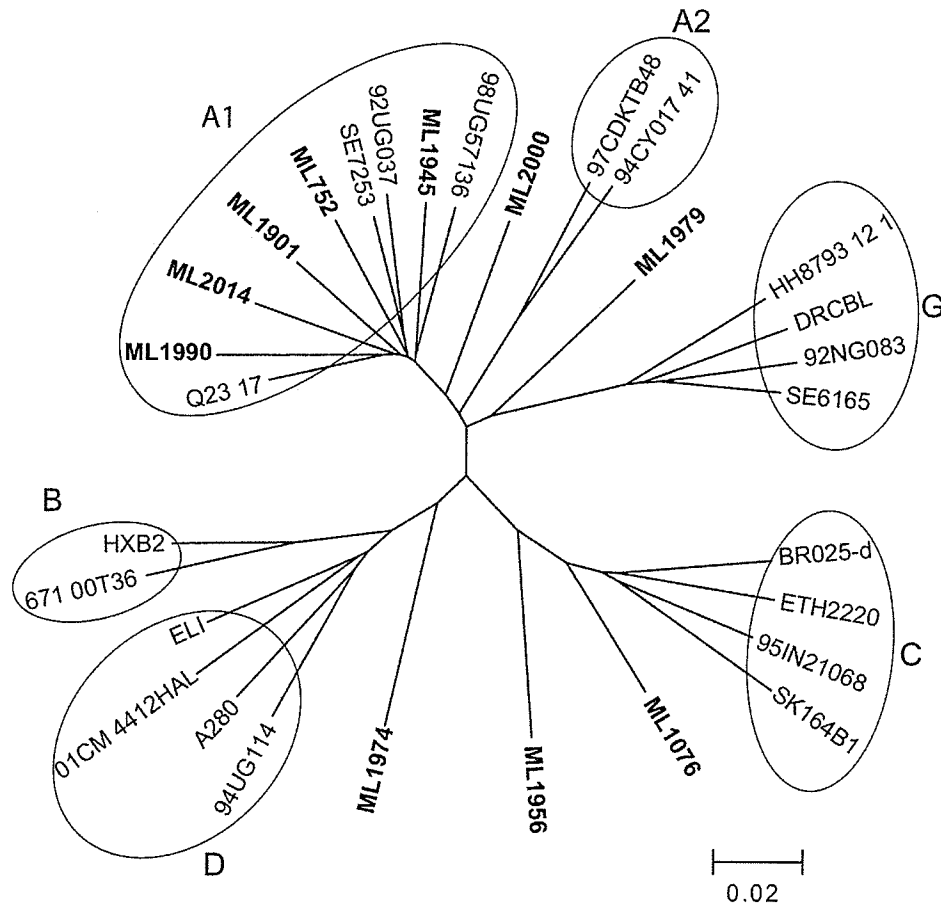 A2
A1
97CDKTB48
94CY017 41
98UG57136
92UG037
SE7253
ML1945
ML752
ML2000
ML1901
ML1979
ML2014
HH8793 12 1
G
DRCBL
ML1990
92NG083
Q23 17
SE6165
B
HXB2
BR025-d
671 00T36
ETH2220
ELI
95IN21068
C
01CM 4412HAL
SK164B1
A280
94UG114
ML1974
ML1956
ML1076
D
0.02